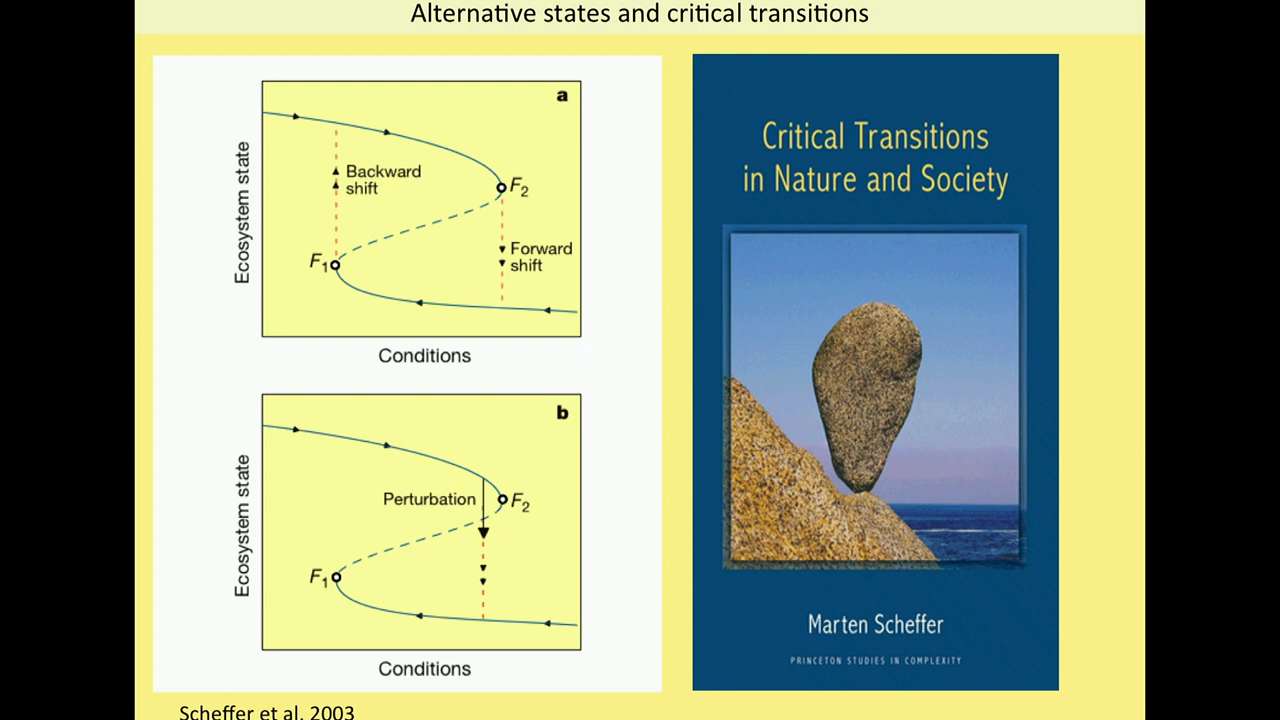 Alternative states and critical transitions
a
Ecosystem state
Backward
shift
F2
F1
Forward
shift
Conditions
b
Ecosystem state
Perturbation
F2
F1
Conditions
Scheffer et al. 2003
Critical Transitions
in Nature and Society
Marten Scheffer
PRINCETON STUDIES IN COMPLEXITY